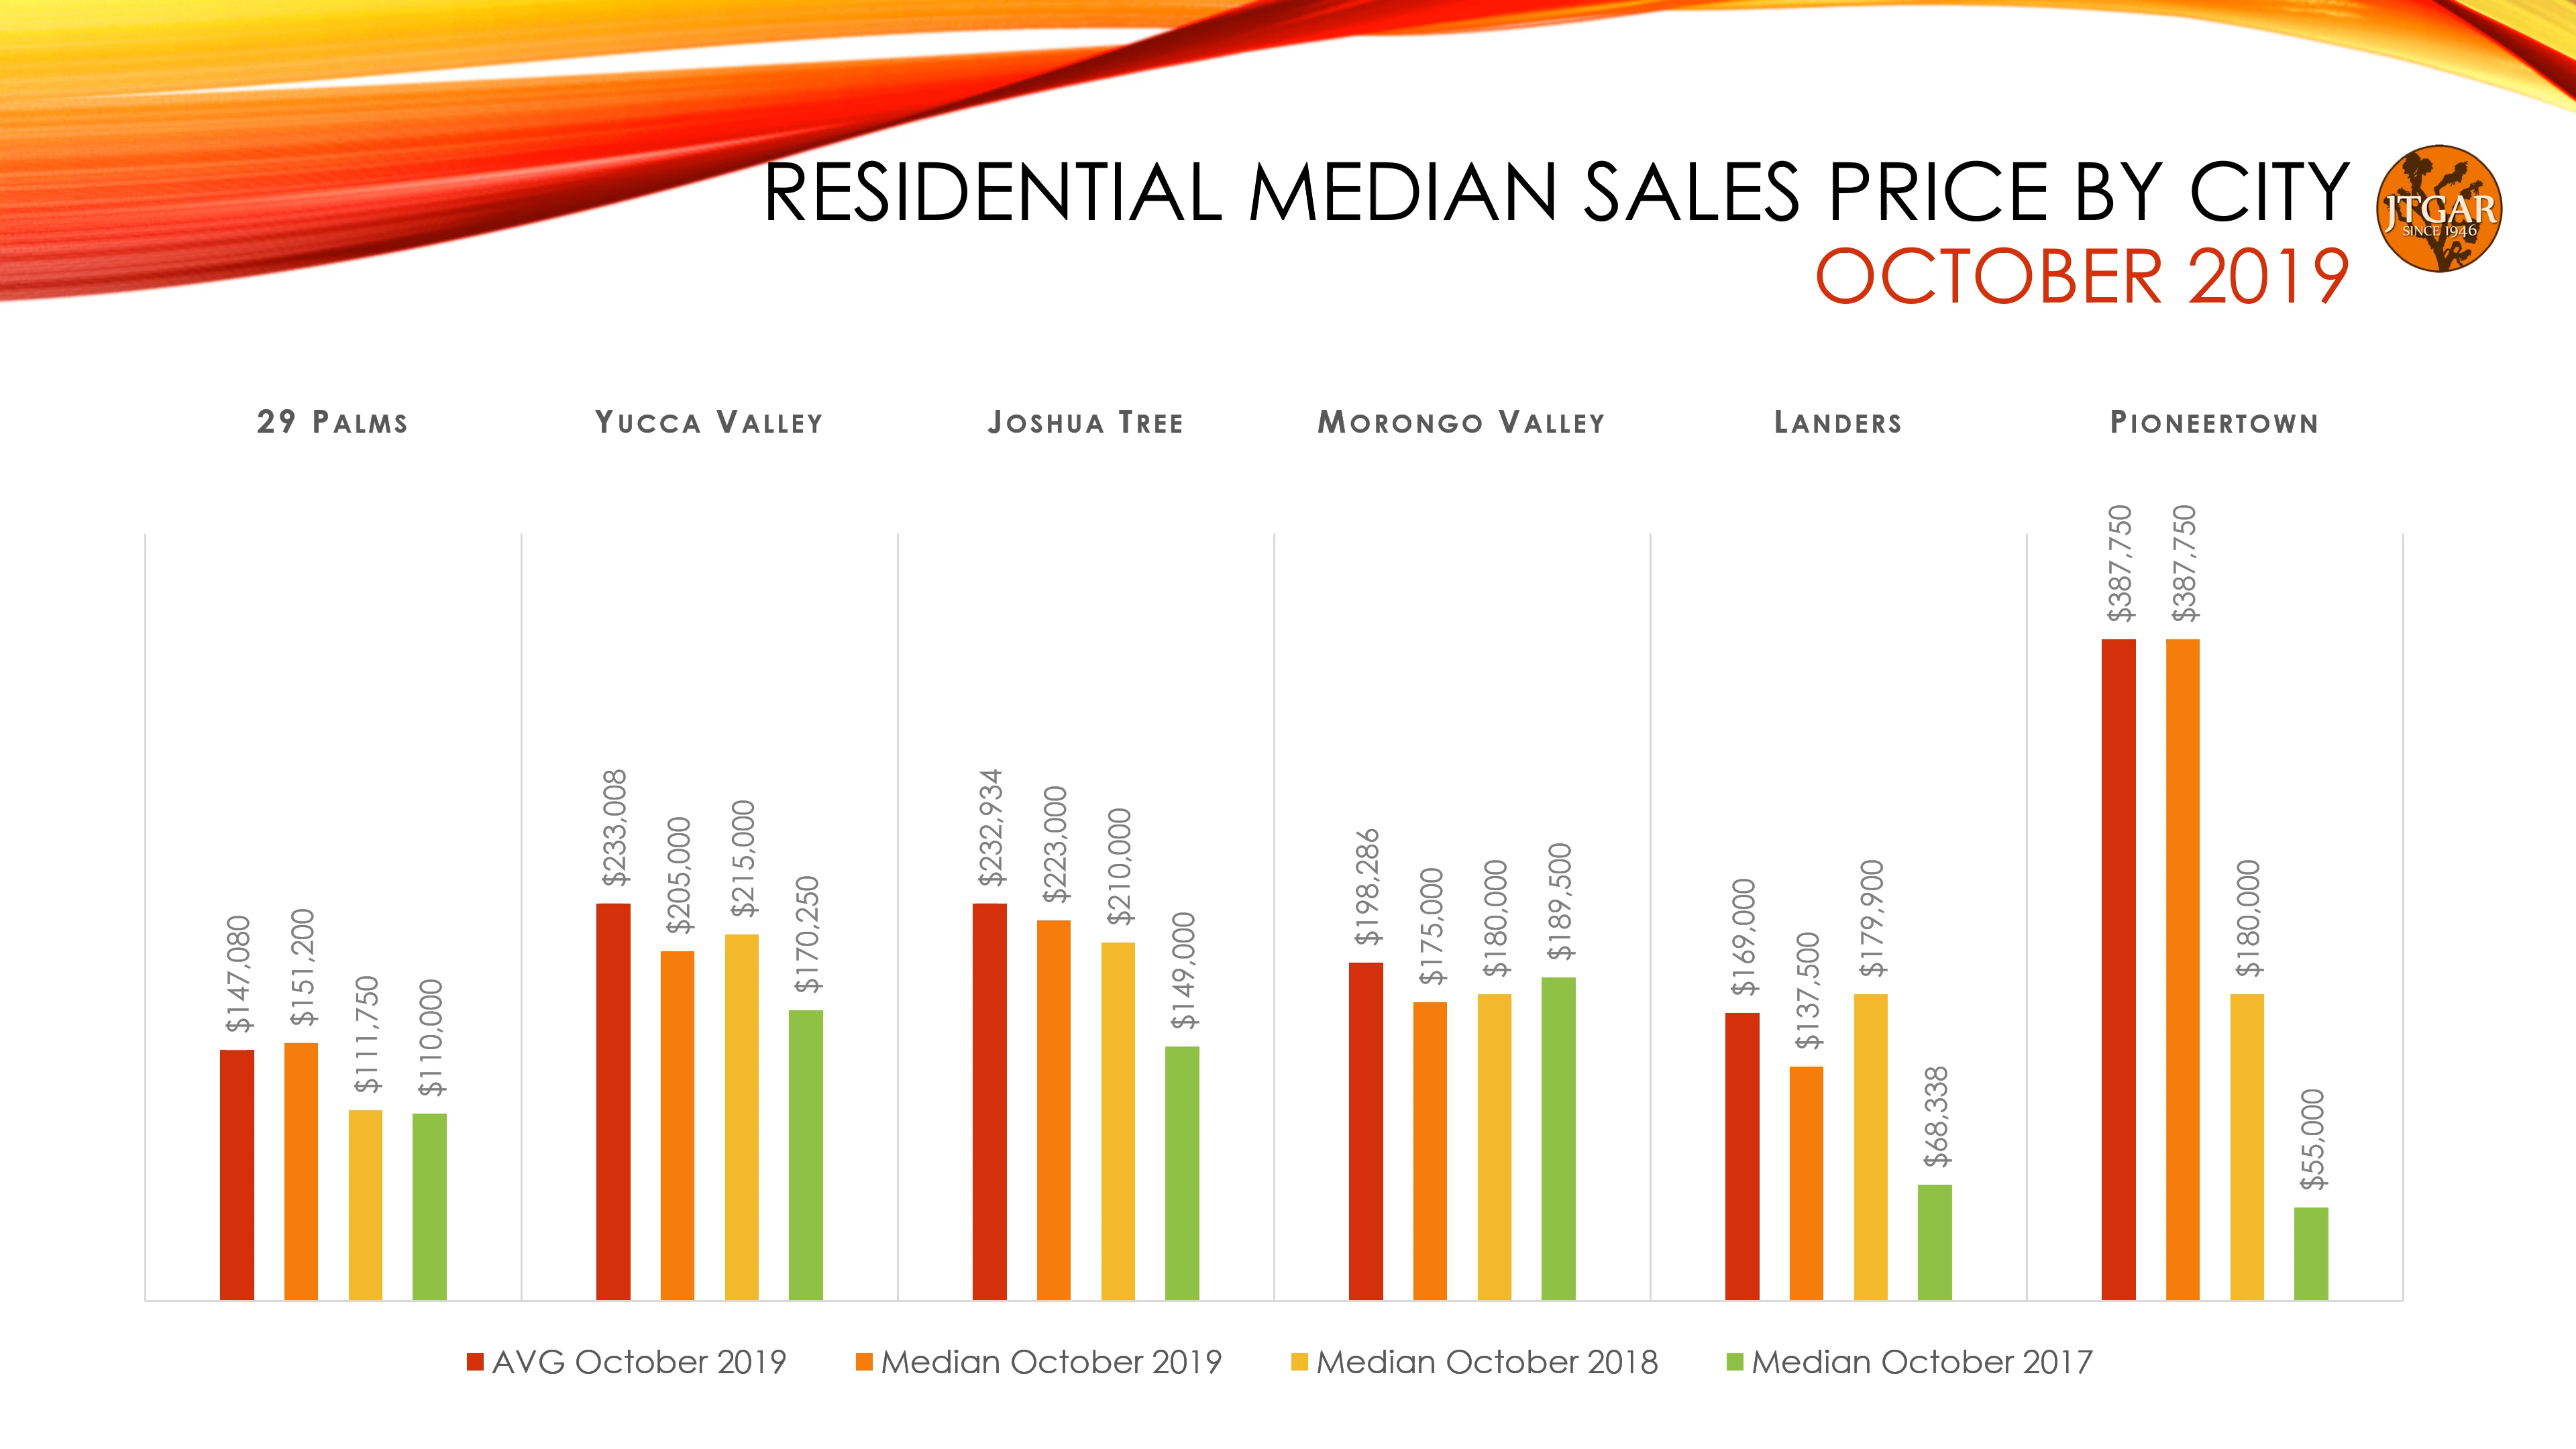 RESIDENTIAL MEDIAN SALES PRICE BY CITY
OCTOBER 2019
JTGAR
SINCE 1946
29 PALMS
YUCCA VALLEY
JOSHUA TREE
MORONGO VALLEY
LANDERS
PIONEERTOWN
$147,080
$151,200
$111,750
$110,000
$233,008
$205,000
$215,000
$170,250
$232,934
$223,000
$210,000
$149,000
$198,286
$175,000
$180,000
$189,500
$169,000
$137,500
$179,900
$68,338
$387,750
$387,750
$180,000
$55,000
AVG October 2019
Median October 2019
Median October 2018
Median October 2017